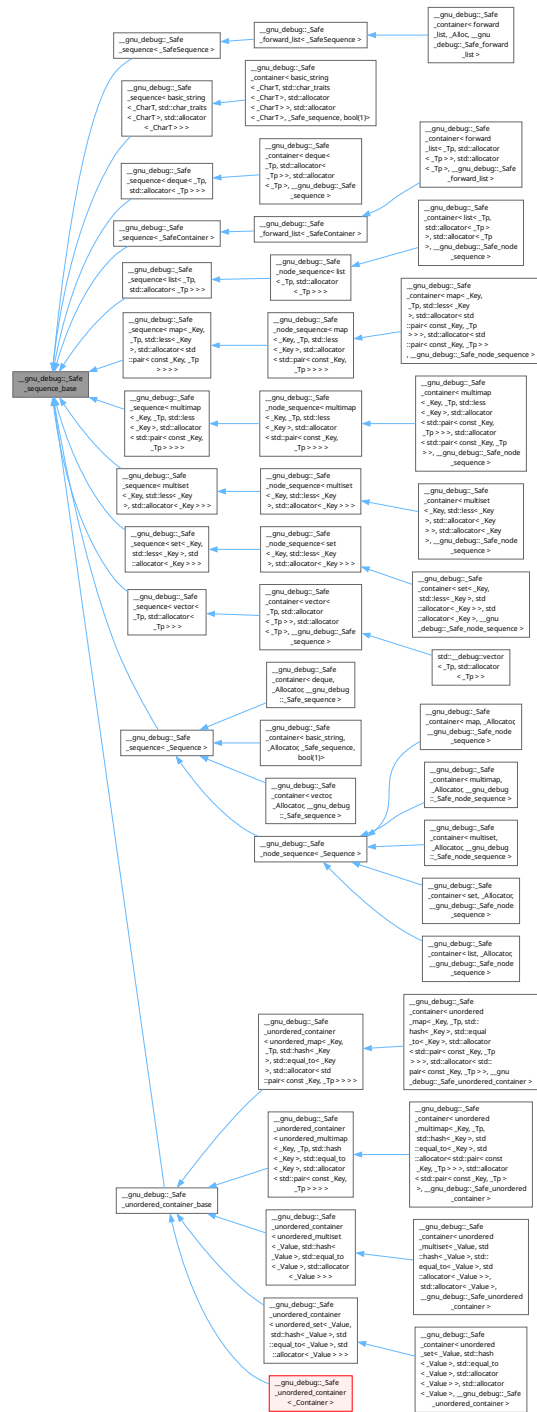 __gnu_debug::_Safe
_sequence_base
__gnu_debug::_Safe
_sequence< _SafeSequence >
__gnu_debug::_Safe
_forward_list< _SafeSequence >
__gnu_debug::_Safe
_container< forward
_list, _Alloc, __gnu
_debug::_Safe_forward
_list >
__gnu_debug::_Safe
_sequence< basic_string
< _CharT, std::char_traits
< _CharT >, std::allocator
< _CharT > > >
__gnu_debug::_Safe
_container< basic_string
< _CharT, std::char_traits
< _CharT >, std::allocator
< _CharT > >, std::allocator
< _CharT >, _Safe_sequence, bool(1)>
__gnu_debug::_Safe
_sequence< deque< _Tp,
std::allocator< _Tp > > >
__gnu_debug::_Safe
_container< deque<
_Tp, std::allocator<
_Tp > >, std::allocator
< _Tp >, __gnu_debug::_Safe
_sequence >
__gnu_debug::_Safe
_container< forward
_list< _Tp, std::allocator
< _Tp > >, std::allocator
< _Tp >, __gnu_debug::_Safe
_forward_list >
__gnu_debug::_Safe
_sequence< _SafeContainer >
__gnu_debug::_Safe
_forward_list< _SafeContainer >
__gnu_debug::_Safe
_container< list< _Tp,
std::allocator< _Tp >
>, std::allocator< _Tp
>, __gnu_debug::_Safe_node
_sequence >
__gnu_debug::_Safe
_sequence< list< _Tp,
std::allocator< _Tp > > >
__gnu_debug::_Safe
_node_sequence< list
< _Tp, std::allocator
< _Tp > > >
__gnu_debug::_Safe
_container< map< _Key,
_Tp, std::less< _Key
>, std::allocator< std
::pair< const _Key, _Tp
> > >, std::allocator< std
::pair< const _Key, _Tp > >
, __gnu_debug::_Safe_node_sequence >
__gnu_debug::_Safe
_sequence< map< _Key,
_Tp, std::less< _Key
>, std::allocator< std
::pair< const _Key, _Tp
> > > >
__gnu_debug::_Safe
_node_sequence< map
< _Key, _Tp, std::less
< _Key >, std::allocator
< std::pair< const _Key,
_Tp > > > >
__gnu_debug::_Safe
_sequence< multimap
< _Key, _Tp, std::less
< _Key >, std::allocator
< std::pair< const _Key,
_Tp > > > >
__gnu_debug::_Safe
_node_sequence< multimap
< _Key, _Tp, std::less
< _Key >, std::allocator
< std::pair< const _Key,
_Tp > > > >
__gnu_debug::_Safe
_container< multimap
< _Key, _Tp, std::less
< _Key >, std::allocator
< std::pair< const _Key,
_Tp > > >, std::allocator
< std::pair< const _Key, _Tp
> >, __gnu_debug::_Safe_node
_sequence >
__gnu_debug::_Safe
_sequence< multiset
< _Key, std::less< _Key
>, std::allocator< _Key > > >
__gnu_debug::_Safe
_node_sequence< multiset
< _Key, std::less< _Key
>, std::allocator< _Key > > >
__gnu_debug::_Safe
_container< multiset
< _Key, std::less< _Key
>, std::allocator< _Key
> >, std::allocator< _Key
>, __gnu_debug::_Safe_node
_sequence >
__gnu_debug::_Safe
_sequence< set< _Key,
std::less< _Key >, std
::allocator< _Key > > >
__gnu_debug::_Safe
_node_sequence< set
< _Key, std::less< _Key
>, std::allocator< _Key > > >
__gnu_debug::_Safe
_container< set< _Key,
std::less< _Key >, std
::allocator< _Key > >, std
::allocator< _Key >, __gnu
_debug::_Safe_node_sequence >
__gnu_debug::_Safe
_sequence< vector<
_Tp, std::allocator<
_Tp > > >
__gnu_debug::_Safe
_container< vector<
_Tp, std::allocator
< _Tp > >, std::allocator
< _Tp >, __gnu_debug::_Safe
_sequence >
std::__debug::vector
< _Tp, std::allocator
< _Tp > >
__gnu_debug::_Safe
_sequence< _Sequence >
__gnu_debug::_Safe
_container< deque,
_Allocator, __gnu_debug
::_Safe_sequence >
__gnu_debug::_Safe
_container< basic_string,
_Allocator, _Safe_sequence,
bool(1)>
__gnu_debug::_Safe
_container< vector,
_Allocator, __gnu_debug
::_Safe_sequence >
__gnu_debug::_Safe
_node_sequence< _Sequence >
__gnu_debug::_Safe
_container< map, _Allocator,
__gnu_debug::_Safe_node
_sequence >
__gnu_debug::_Safe
_container< multimap,
_Allocator, __gnu_debug
::_Safe_node_sequence >
__gnu_debug::_Safe
_container< multiset,
_Allocator, __gnu_debug
::_Safe_node_sequence >
__gnu_debug::_Safe
_container< set, _Allocator,
__gnu_debug::_Safe_node
_sequence >
__gnu_debug::_Safe
_container< list, _Allocator,
__gnu_debug::_Safe_node
_sequence >
__gnu_debug::_Safe
_unordered_container_base
__gnu_debug::_Safe
_unordered_container
< unordered_map< _Key,
_Tp, std::hash< _Key
>, std::equal_to< _Key
>, std::allocator< std
::pair< const _Key, _Tp > > > >
__gnu_debug::_Safe
_container< unordered
_map< _Key, _Tp, std::
hash< _Key >, std::equal
_to< _Key >, std::allocator
< std::pair< const _Key, _Tp
> > >, std::allocator< std::
pair< const _Key, _Tp > >, __gnu
_debug::_Safe_unordered_container >
__gnu_debug::_Safe
_unordered_container
< unordered_multimap
< _Key, _Tp, std::hash
< _Key >, std::equal_to
< _Key >, std::allocator
< std::pair< const _Key,
_Tp > > > >
__gnu_debug::_Safe
_container< unordered
_multimap< _Key, _Tp,
std::hash< _Key >, std
::equal_to< _Key >, std
::allocator< std::pair< const
_Key, _Tp > > >, std::allocator
< std::pair< const _Key, _Tp >
>, __gnu_debug::_Safe_unordered
_container >
__gnu_debug::_Safe
_unordered_container
< unordered_multiset
< _Value, std::hash<
_Value >, std::equal_to
< _Value >, std::allocator
< _Value > > >
__gnu_debug::_Safe
_container< unordered
_multiset< _Value, std
::hash< _Value >, std::
equal_to< _Value >, std
::allocator< _Value > >,
std::allocator< _Value >,
__gnu_debug::_Safe_unordered
_container >
__gnu_debug::_Safe
_unordered_container
< unordered_set< _Value,
std::hash< _Value >, std
::equal_to< _Value >, std
::allocator< _Value > > >
__gnu_debug::_Safe
_container< unordered
_set< _Value, std::hash
< _Value >, std::equal_to
< _Value >, std::allocator
< _Value > >, std::allocator
< _Value >, __gnu_debug::_Safe
_unordered_container >
__gnu_debug::_Safe
_unordered_container
< _Container >